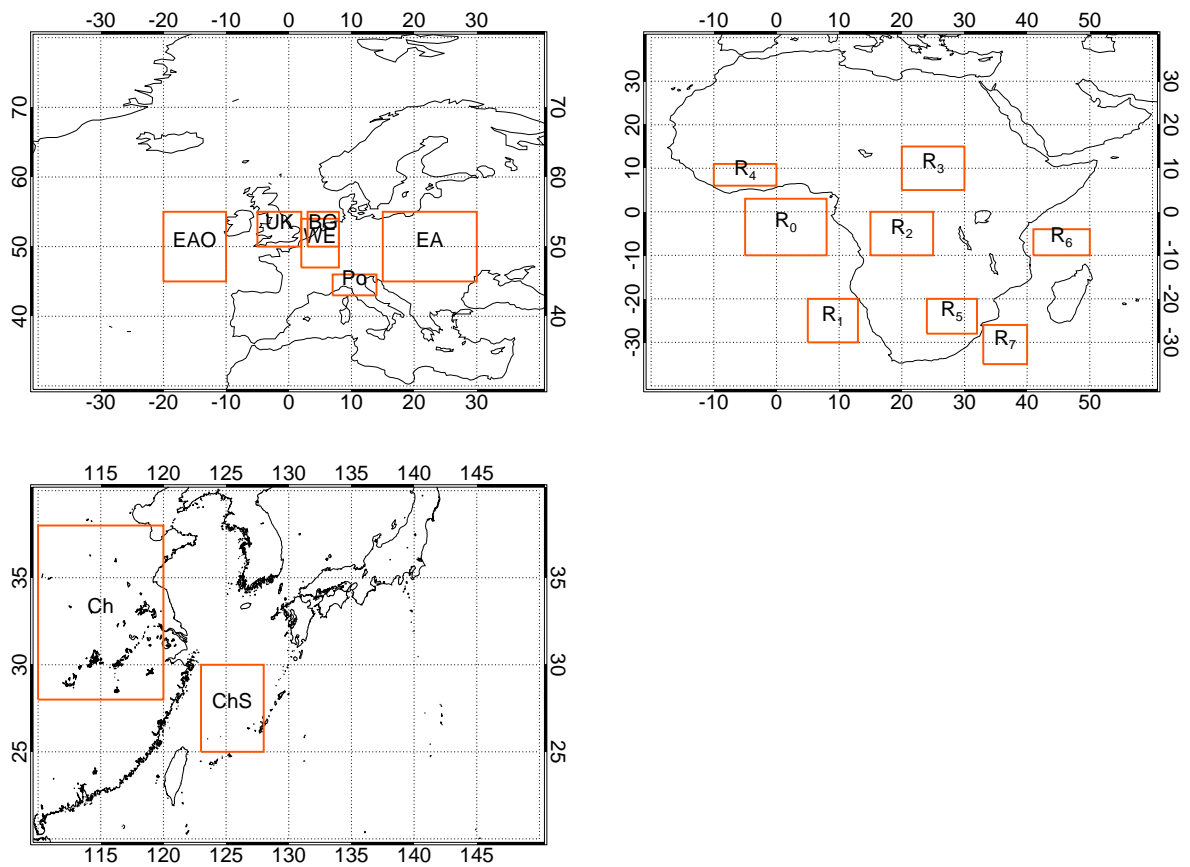 -30 -20 -10 0 10 20 30
-10 0 10 20 30 40 50
70 70
60 60
50 50
40 40
EAO UK BG WE EA
Po
-30 -20 -10 0 10 20 30
30 30
20 20
10 10
0 0
-10 -10
-20 -20
-30 -30
R4 R3
R0 R2 R6
R1 R5 R7
-10 0 10 20 30 40 50
115 120 125 130 135 140 145
35 35
Ch
30 30
ChS
25 25
115 120 125 130 135 140 145